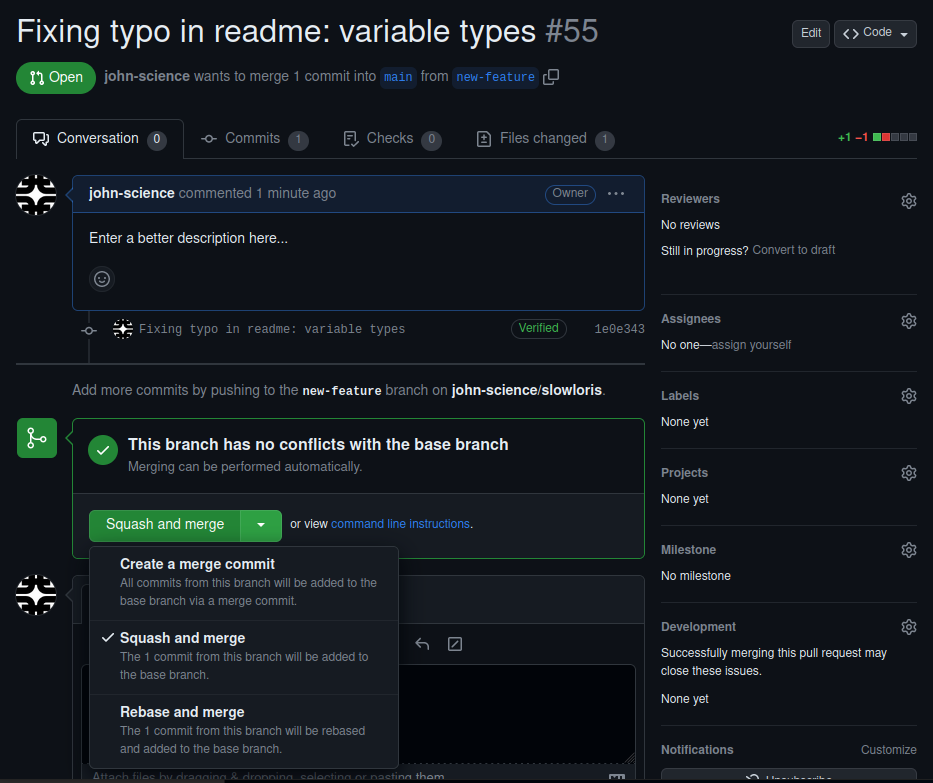 Fixing typo in readme: variable types #55
Edit
<> Code
Open
john-science wants to merge 1 commit into main from new-feature
Conversation 0
Commits 1
Checks 0
Files changed 1
+1 −1
john-science commented 1 minute ago
Owner
Enter a better description here...
Fixing typo in readme: variable types
Verified
1e0e343
Add more commits by pushing to the new-feature branch on john-science/slowloris.
This branch has no conflicts with the base branch
Merging can be performed automatically.
Squash and merge
or view command line instructions.
Create a merge commit
All commits from this branch will be added to the
base branch via a merge commit.
Squash and merge
The 1 commit from this branch will be added to
the base branch.
Rebase and merge
The 1 commit from this branch will be rebased
and added to the base branch.
Attach files by dragging & dropping, selecting or pasting them.
Reviewers
No reviews
Still in progress? Convert to draft
Assignees
No one—assign yourself
Labels
None yet
Projects
None yet
Milestone
No milestone
Development
Successfully merging this pull request may
close these issues.
None yet
Notifications
Customize
Unsubscribe